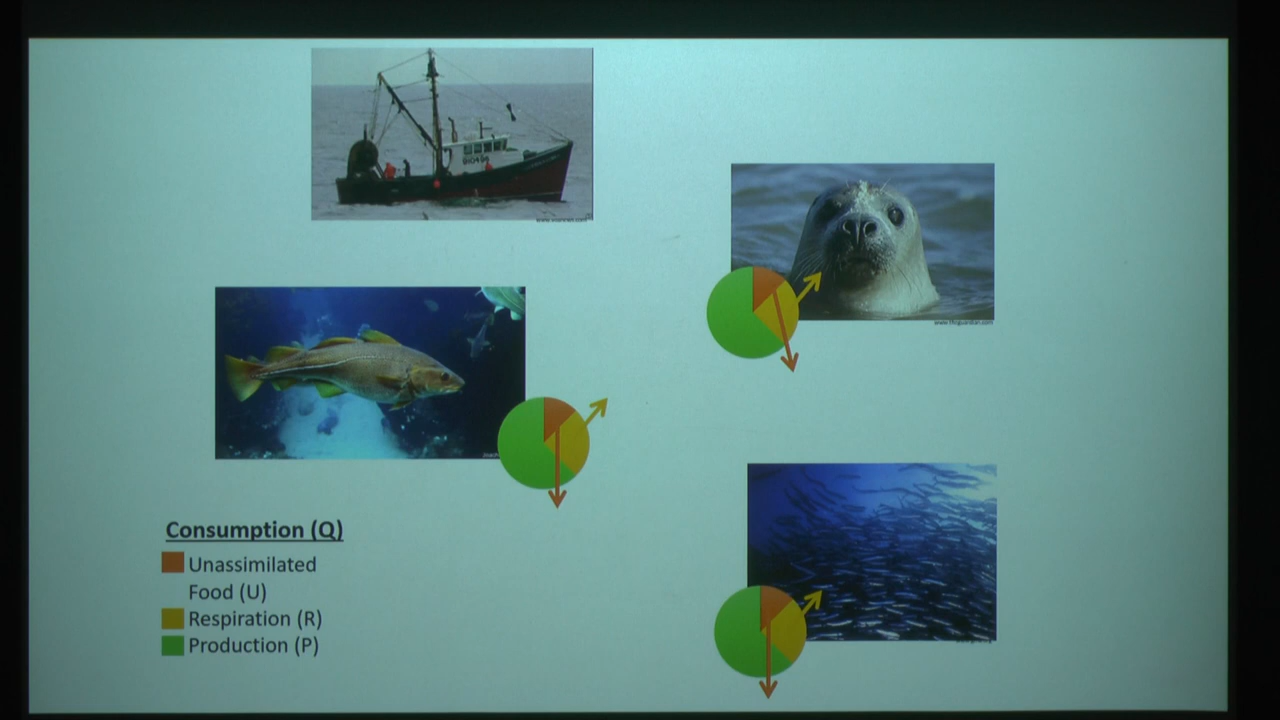 Consumption (Q)
Unassimilated
Food (U)
Respiration (R)
Production (P)